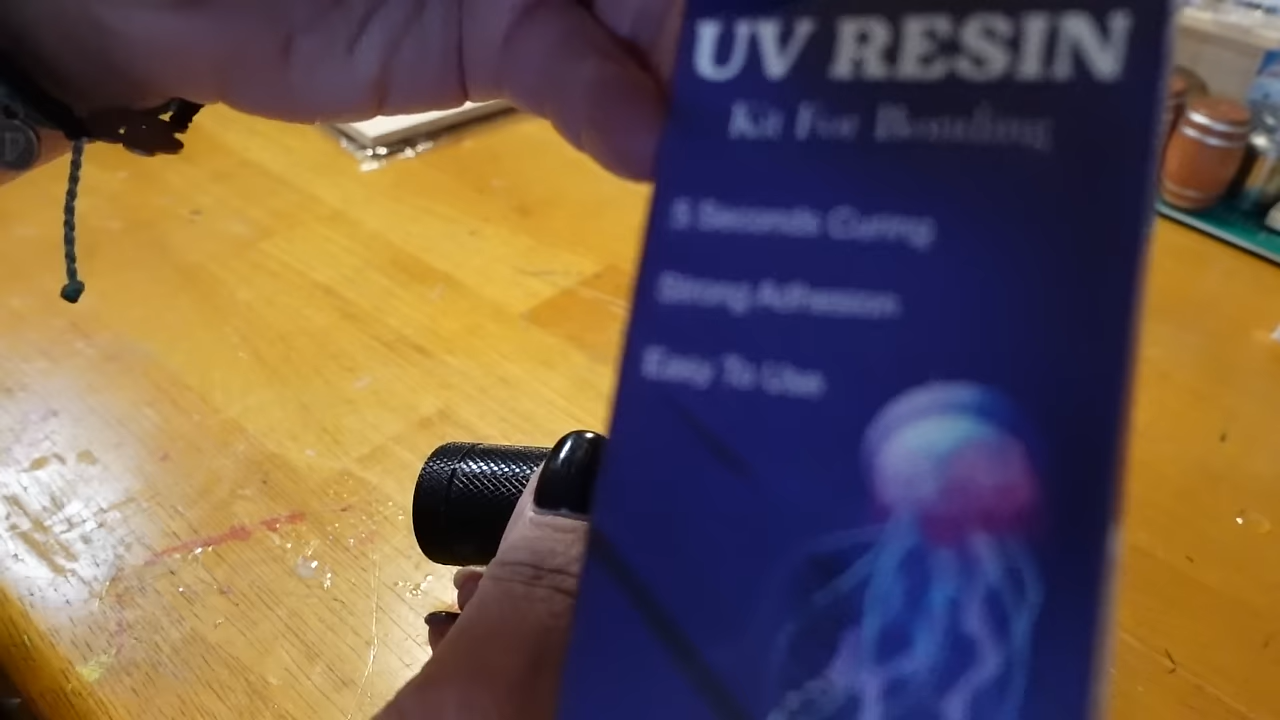 UV RESIN
Kit For Bonding
5 Seconds Curing
Strong Adhesion
Easy To Use